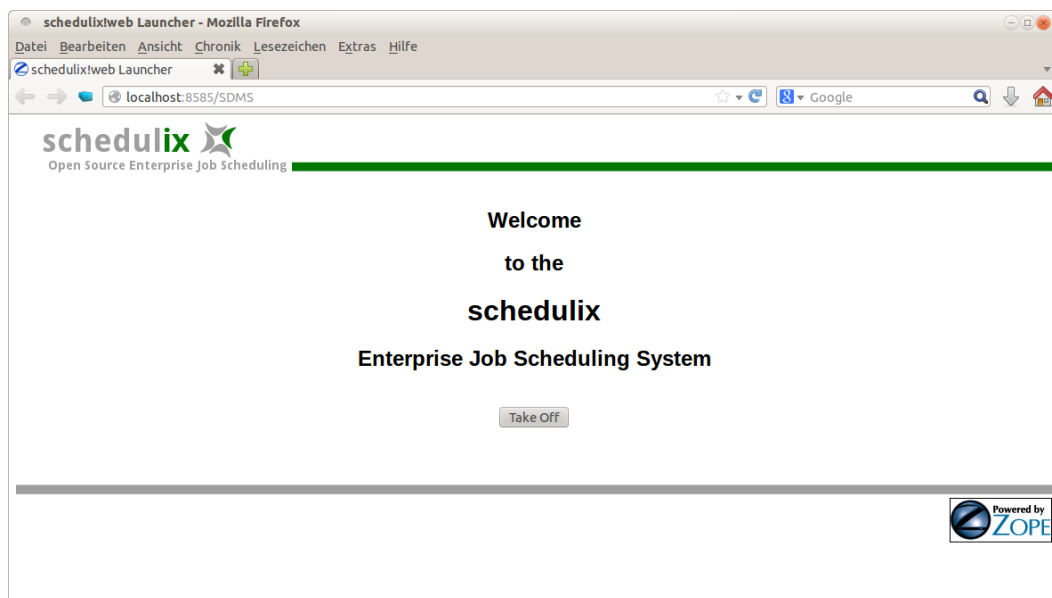 schedulix!web Launcher - Mozilla Firefox
Datei Bearbeiten Ansicht Chronik Lesezeichen Extras Hilfe
schedulix!web Launcher
localhost:8585/SDMS
Google
schedulix
Open Source Enterprise Job Scheduling
Welcome
to the
schedulix
Enterprise Job Scheduling System
Take Off
Powered by
ZOPE